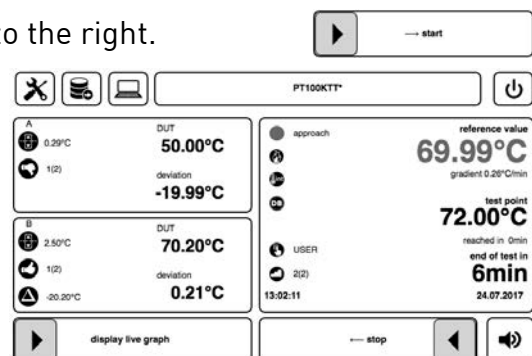 to the right.
→ start
PT100KTT*
A
DUT
0.29°C
50.00°C
1(2)
deviation
-19.99°C
B
DUT
2.50°C
70.20°C
1(2)
deviation
-20.20°C
0.21°C
approach
reference value
69.99°C
gradient 0.26°C/min
DB
test point
72.00°C
reached in 0min
USER
end of test in
2(2)
6min
13:02:11
24.07.2017
display live graph
← stop